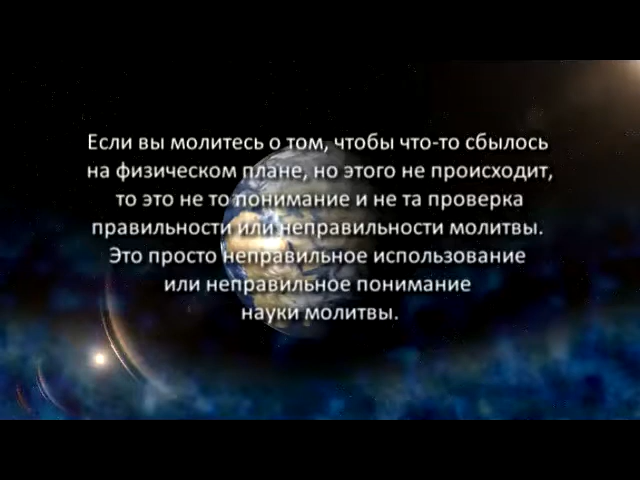 Если вы молитесь о том, чтобы что-то сбылось
на физическом плане, но этого не происходит,
то это не то понимание и не та проверка
правильности или неправильности молитвы.
Это просто неправильное использование
или неправильное понимание
науки молитвы.